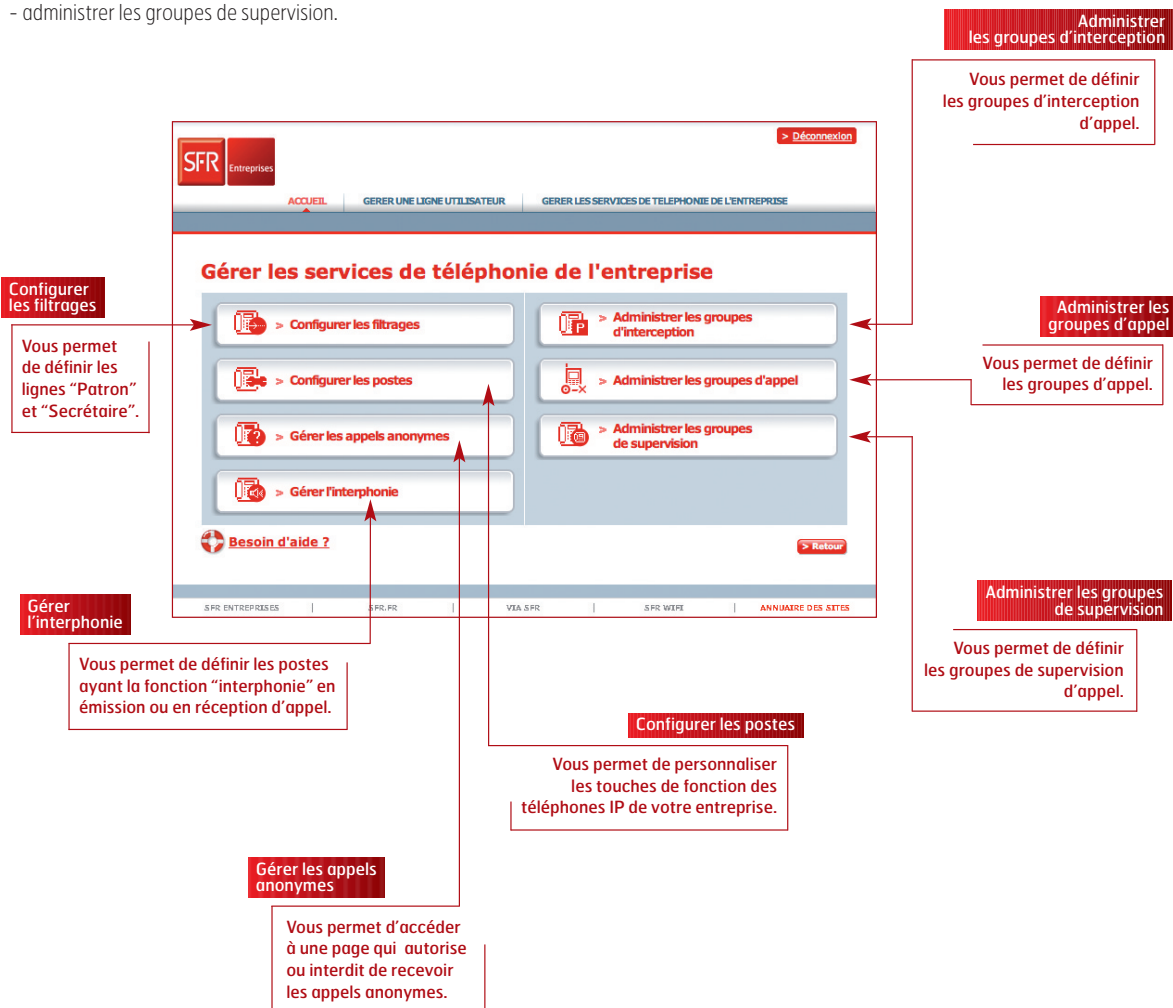 - administrer les groupes de supervision.
Administrer
les groupes d’interception
Vous permet de définir
les groupes d’interception
d’appel.
> Déconnexion
SFR
Entreprises
ACCUEIL
GERER UNE LIGNE UTILISATEUR
GERER LES SERVICES DE TELEPHONIE DE L'ENTREPRISE
Gérer les services de téléphonie de l'entreprise
Configurer
les filtrages
Vous permet
de définir les
lignes “Patron”
et “Secrétaire”.
> Configurer les filtrages
> Configurer les postes
> Gérer les appels anonymes
> Gérer l'interphonie
> Administrer les groupes
d'interception
P
> Administrer les groupes d'appel
> Administrer les groupes
de supervision
Administrer les
groupes d’appel
Vous permet de définir
les groupes d’appel.
Besoin d'aide ?
> Retour
SFR ENTREPRISES | SFR.FR | VIA SFR | SFR WIFI | ANNUAIRE DES SITES
Gérer
l’interphonie
Vous permet de définir les postes
ayant la fonction “interphonie” en
émission ou en réception d’appel.
Administrer les groupes
de supervision
Vous permet de définir
les groupes de supervision
d’appel.
Configurer les postes
Vous permet de personnaliser
les touches de fonction des
téléphones IP de votre entreprise.
Gérer les appels
anonymes
Vous permet d’accéder
à une page qui autorise
ou interdit de recevoir
les appels anonymes.